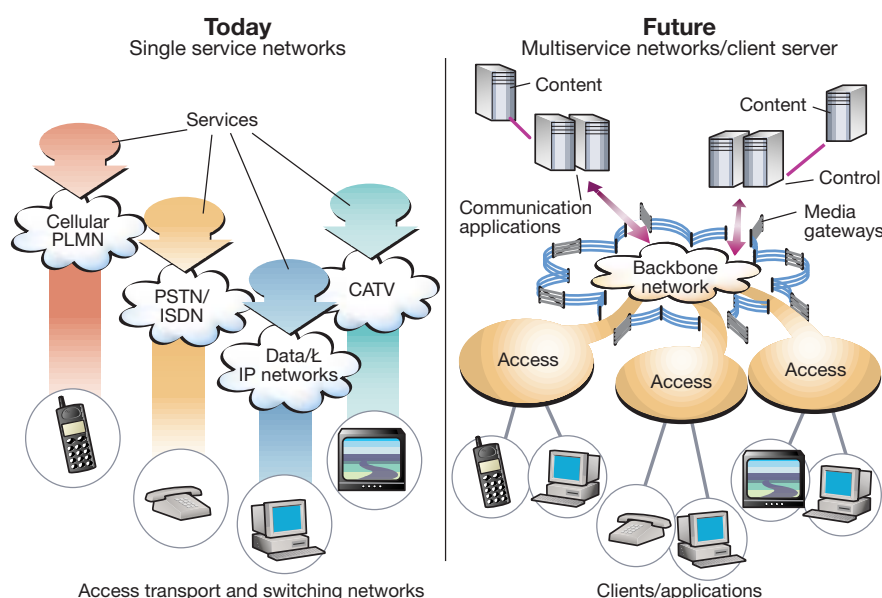 Today
Single service networks
Services
Cellular
PLMN
PSTN/
ISDN
Data/Ł
IP networks
CATV
Access transport and switching networks
Future
Multiservice networks/client server
Content
Content
Control
Communication
applications
Media
gateways
Backbone
network
Access
Access
Access
Clients/applications